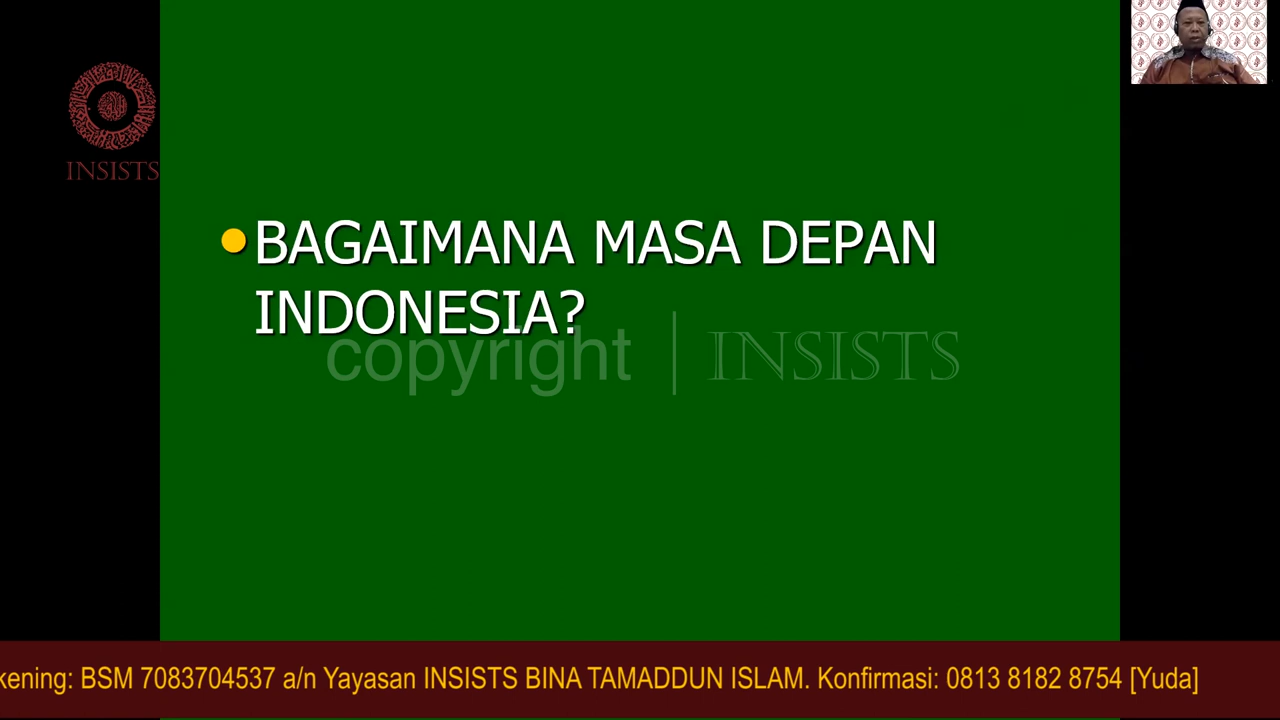 INSISTS
•BAGAIMANA MASA DEPAN
INDONESIA?
copyright | INSISTS
kening: BSM 7083704537 a/n Yayasan INSISTS BINA TAMADDUN ISLAM. Konfirmasi: 0813 8182 8754 [Yuda]